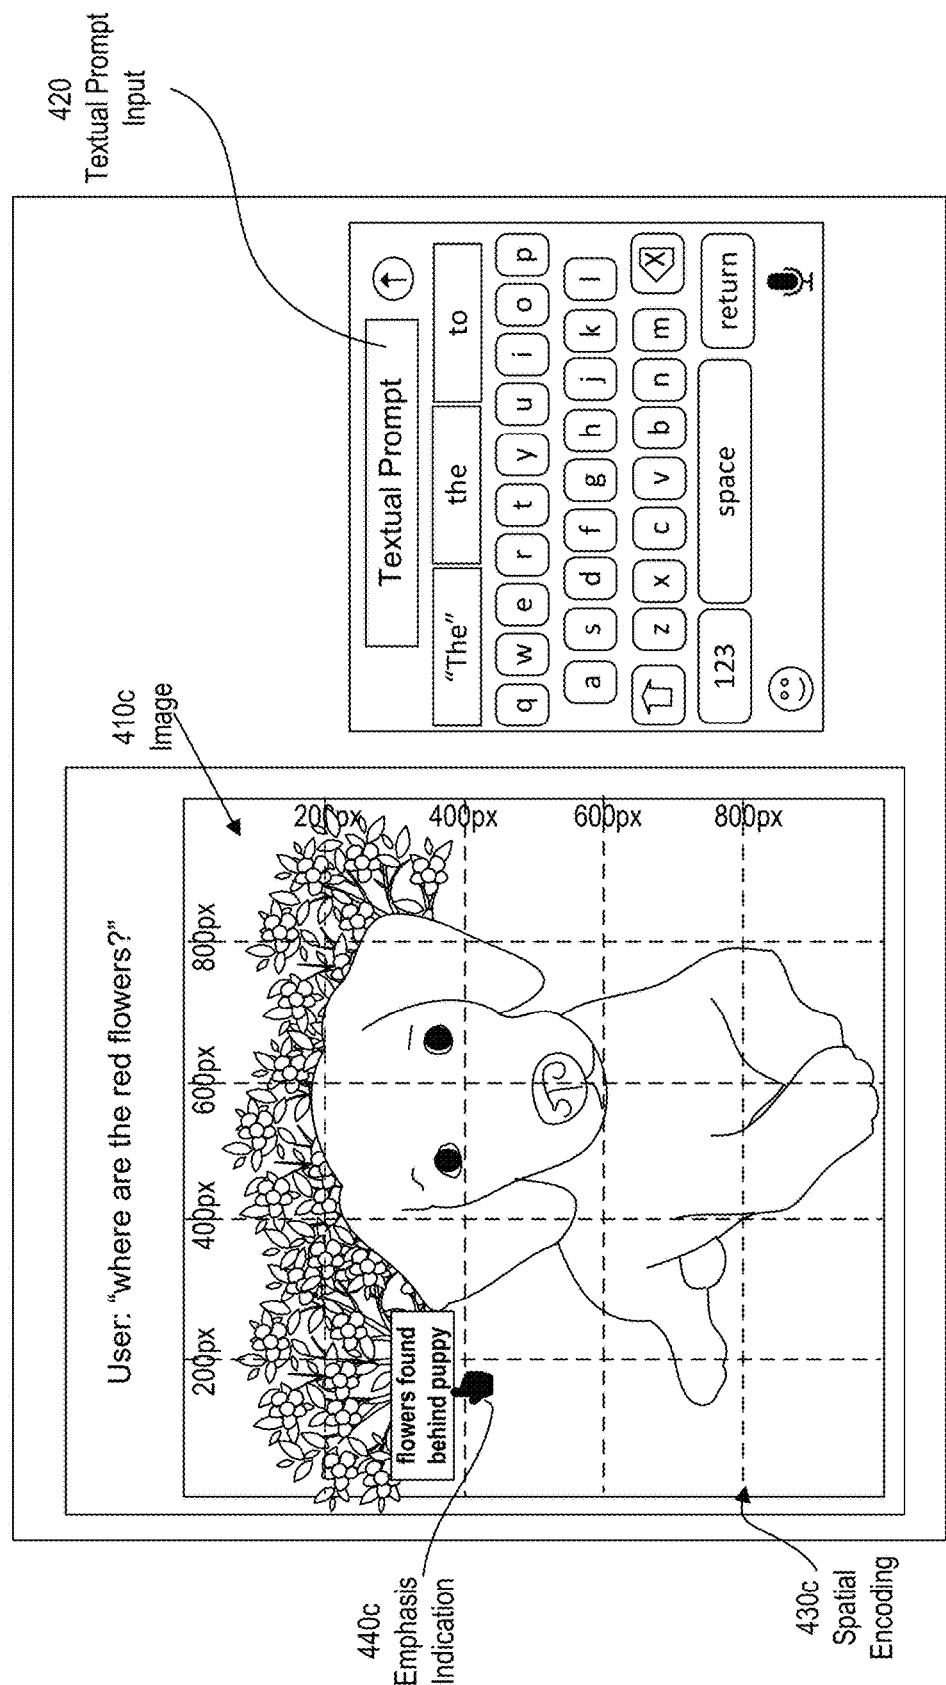 420
Textual Prompt
Input
User: “where are the red flowers?”
410c
Image
200px
400px
600px
800px
200px
400px
600px
800px
flowers found
behind puppy
440c
Emphasis
Indication
430c
Spatial
Encoding
Textual Prompt
“The” the to
q w e r t y u i o p
a s d f g h j k l
z x c v b n m X
123 space return